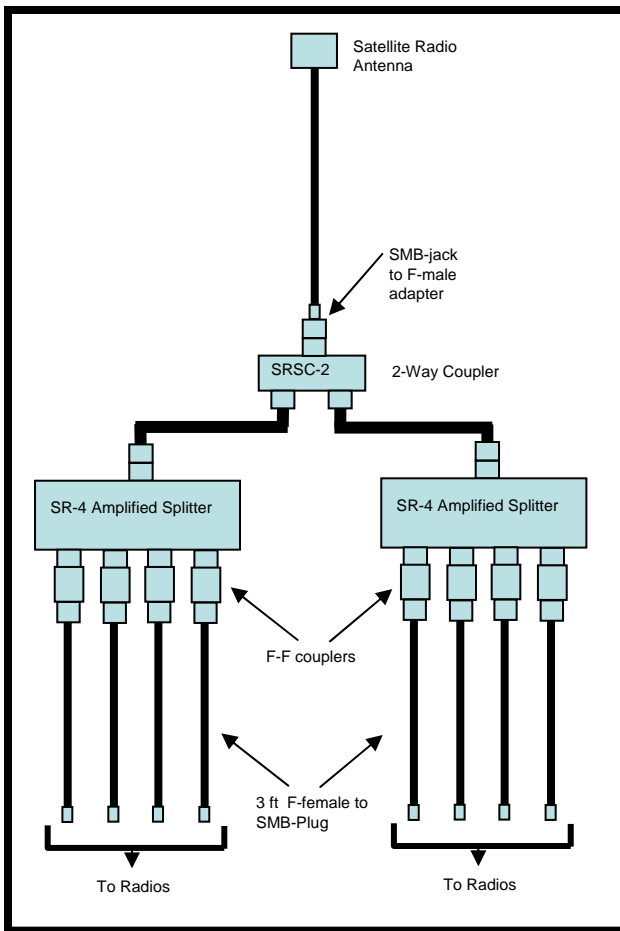 Satellite Radio
Antenna
SMB-jack
to F-male
adapter
SRSC-2
2-Way Coupler
SR-4 Amplified Splitter
SR-4 Amplified Splitter
F-F couplers
3 ft  F-female to
SMB-Plug
To Radios
To Radios